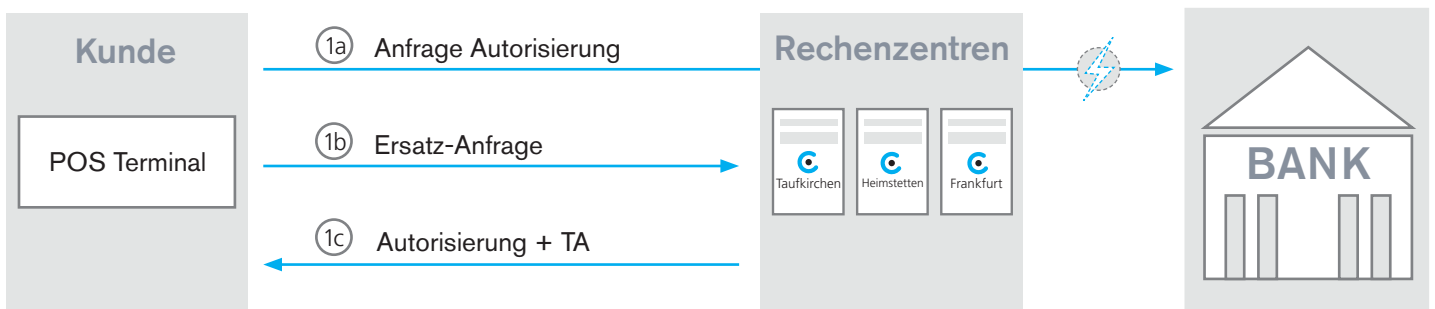 Kunde
POS Terminal
1a Anfrage Autorisierung
1b Ersatz-Anfrage
1c Autorisierung + TA
Rechenzentren
Taufkirchen
Heimstetten
Frankfurt
BANK